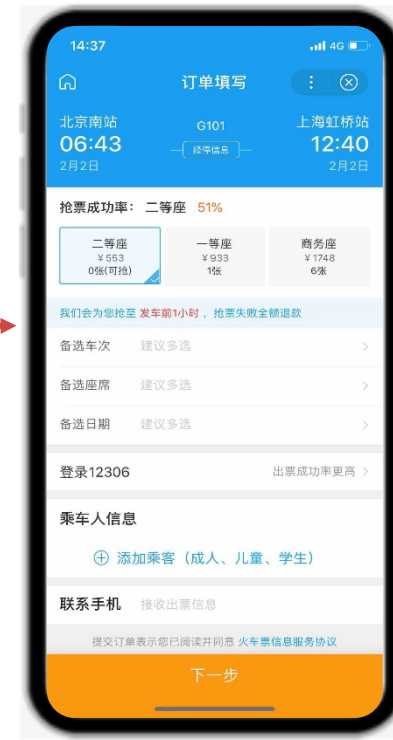 14:37
4G
订单填写
北京南站
G101
上海虹桥站
06:43
经停信息
12:40
2月2日
2月2日
抢票成功率： 二等座 51%
二等座
一等座
商务座
¥553
¥933
¥1748
0张(可抢)
1张
6张
我们会为您抢至 发车前1小时 ，抢票失败全额退款
备选车次 建议多选
备选座席 建议多选
备选日期 建议多选
登录12306 出票成功率更高
乘车人信息
添加乘客（成人、儿童、学生）
联系手机 接收出票信息
提交订单表示您已阅读并同意 火车票信息服务协议
下一步